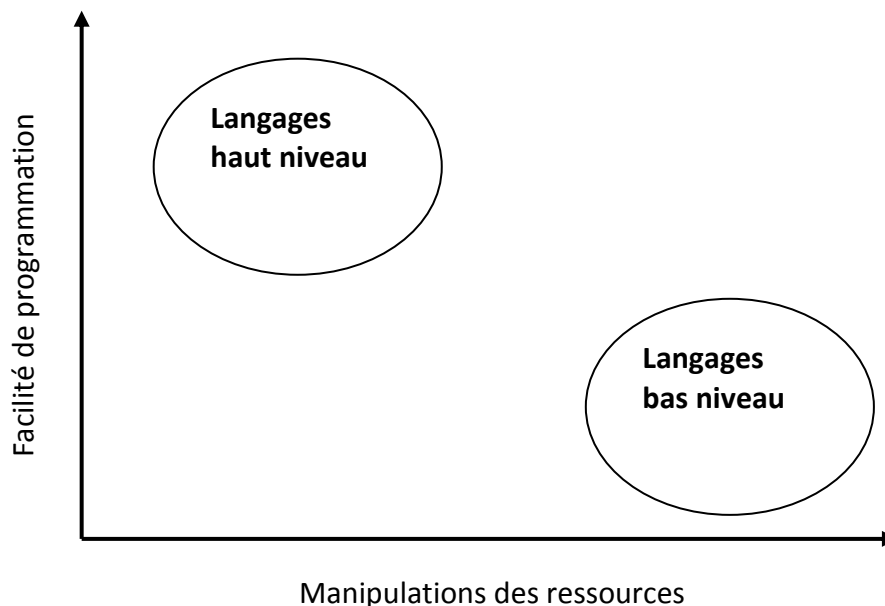 Facilité de programmation
Langages
haut niveau
Langages
bas niveau
Manipulations des ressources